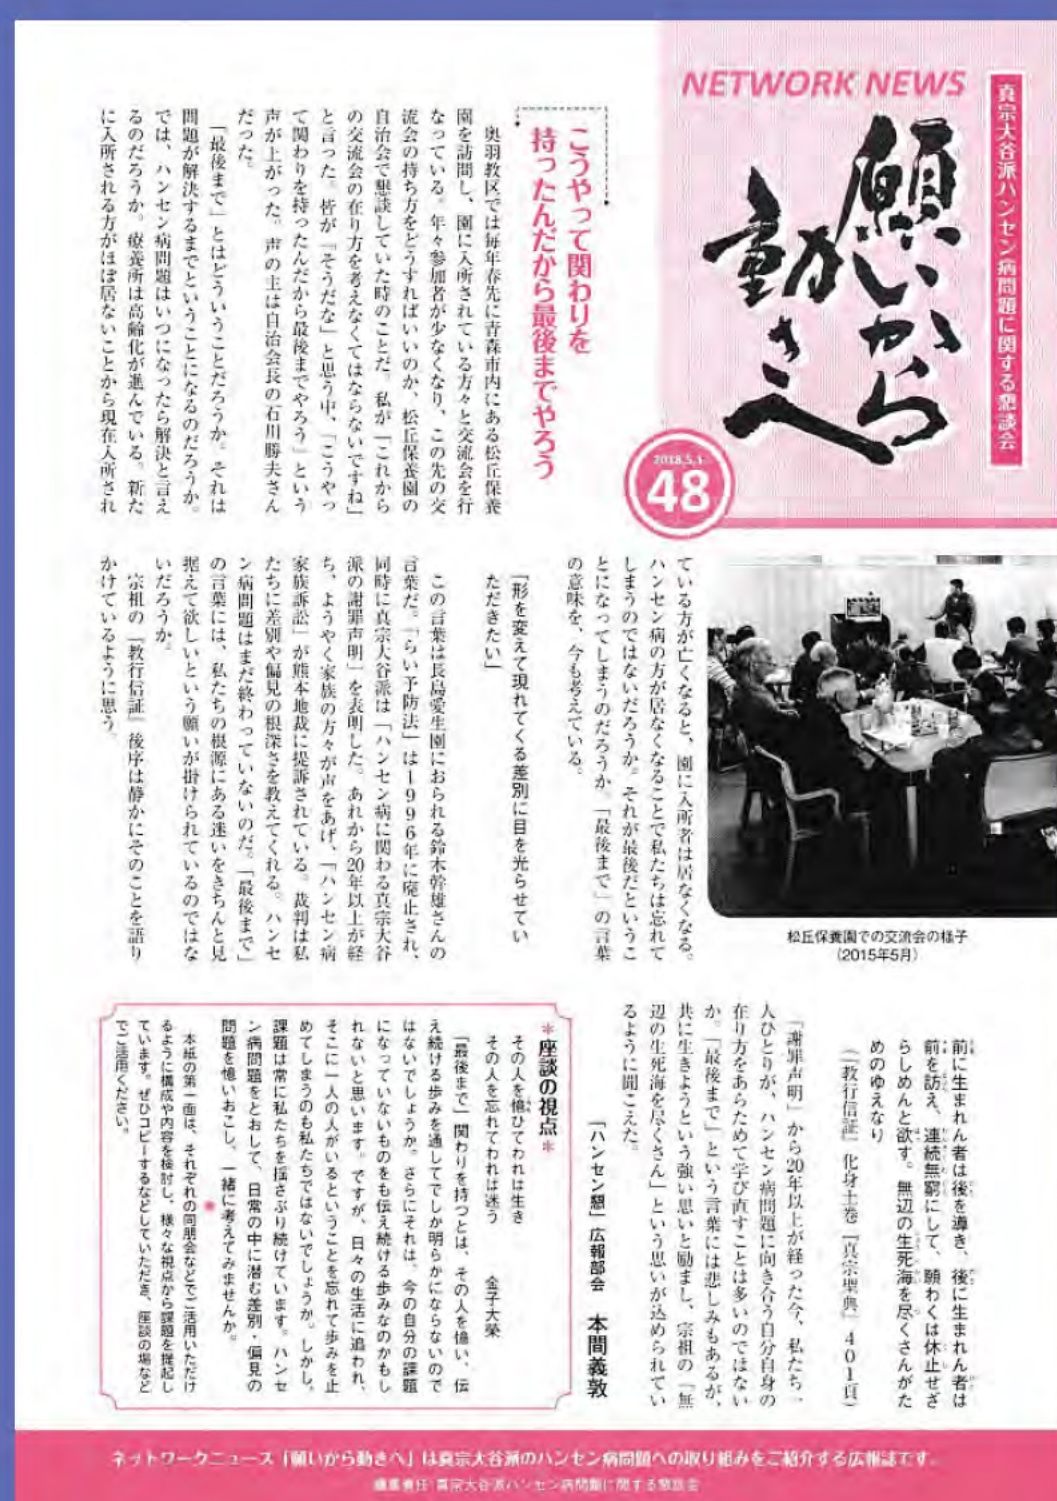 真宗大谷派ハンセン病問題に関する懇談会
NETWORK NEWS
願いから
動きへ
2018.5.1
48
こうやって関わりを
持ったんだから最後までやろう
奥羽教区では毎年春先に青森市内にある松丘保養
園を訪問し、園に入所されている方々と交流会を行
なっている。年々参加者が少なくなり、この先の交
流会の持ち方をどうすればいいのか、松丘保養園の
自治会で懇談していた時のことだ。私が「これから
の交流会の在り方を考えなくてはならないですね」
と言った。皆が「そうだな」と思う中、「こうやっ
て関わりを持ったんだから最後までやろう」という
声が上がった。声の主は自治会長の石川勝夫さん
だった。
「最後まで」とはどういうことだろうか。それは
問題が解決するまでということになるのだろうか。
では、ハンセン病問題はいつになったら解決と言え
るのだろうか。療養所は高齢化が進んでいる。新た
に入所される方がほぼ居ないことから現在入所され
ている方が亡くなると、園に入所者は居なくなる。
ハンセン病の方が居なくなることで私たちは忘れて
しまうのではないだろうか。それが最後だというこ
とになってしまうのだろうか。「最後まで」の言葉
の意味を、今も考えている。
「形を変えて現れてくる差別に目を光らせてい
ただきたい」
この言葉は長島愛生園におられる鈴木幹雄さんの
言葉だ。「らい予防法」は1996年に廃止され、
同時に真宗大谷派は「ハンセン病に関わる真宗大谷
派の謝罪声明」を表明した。あれから20年以上が経
ち、ようやく家族の方々が声をあげ、「ハンセン病
家族訴訟」が熊本地裁に提訴されている。裁判は私
たちに差別や偏見の根深さを教えてくれる。ハンセ
ン病問題はまだ終わっていないのだ。「最後まで」
の言葉には、私たちの根源にある迷いをきちんと見
据えて欲しいという願いが掛けられているのではな
いだろうか。
宗祖の『教行信証』後序は静かにそのことを語り
かけているように思う。
松丘保養園での交流会の様子
(2015年5月)
前に生まれん者は後を導き、後に生まれん者は
前を訪え、連続無窮にして、願わくは休止せざ
らしめんと欲す。無辺の生死海を尽くさんがた
めのゆえなり
（『教行信証』化身土巻『真宗聖典』401頁）
「謝罪声明」から20年以上が経った今、私たち一
人ひとりが、ハンセン病問題に向き合う自分自身の
在り方をあらためて学び直すことは多いのではない
か。「最後まで」という言葉には悲しみもあるが、
共に生きようという強い思いと励まし、宗祖の「無
辺の生死海を尽くさん」という思いが込められてい
るように聞こえた。
「ハンセン懇」広報部会　本間義敦
＊座談の視点＊
その人を憶ひてわれは生き
その人を忘れてわれは迷う　金子大榮
「最後まで」関わりを持つとは、その人を憶い、伝
え続ける歩みを通してでしか明らかにならないので
はないでしょうか。さらにそれは、今の自分の課題
になっていないものをも伝え続ける歩みなのかもし
れないと思います。ですが、日々の生活に追われ、
そこに一人の人がいるということを忘れて歩みを止
めてしまうのも私たちではないでしょうか。しかし、
課題は常に私たちを揺さぶり続けています。ハンセ
ン病問題をとおして、日常の中に潜む差別・偏見の
問題を憶いおこし、一緒に考えてみませんか。
本紙の第一面は、それぞれの同朋会などでご活用いただけ
るように構成や内容を検討し、様々な視点から課題を提起し
ています。ぜひコピーするなどしていただき、座談の場など
でご活用ください。
ネットワークニュース「願いから動きへ」は真宗大谷派のハンセン病問題への取り組みをご紹介する広報誌です。
編集責任 真宗大谷派ハンセン病問題に関する懇談会